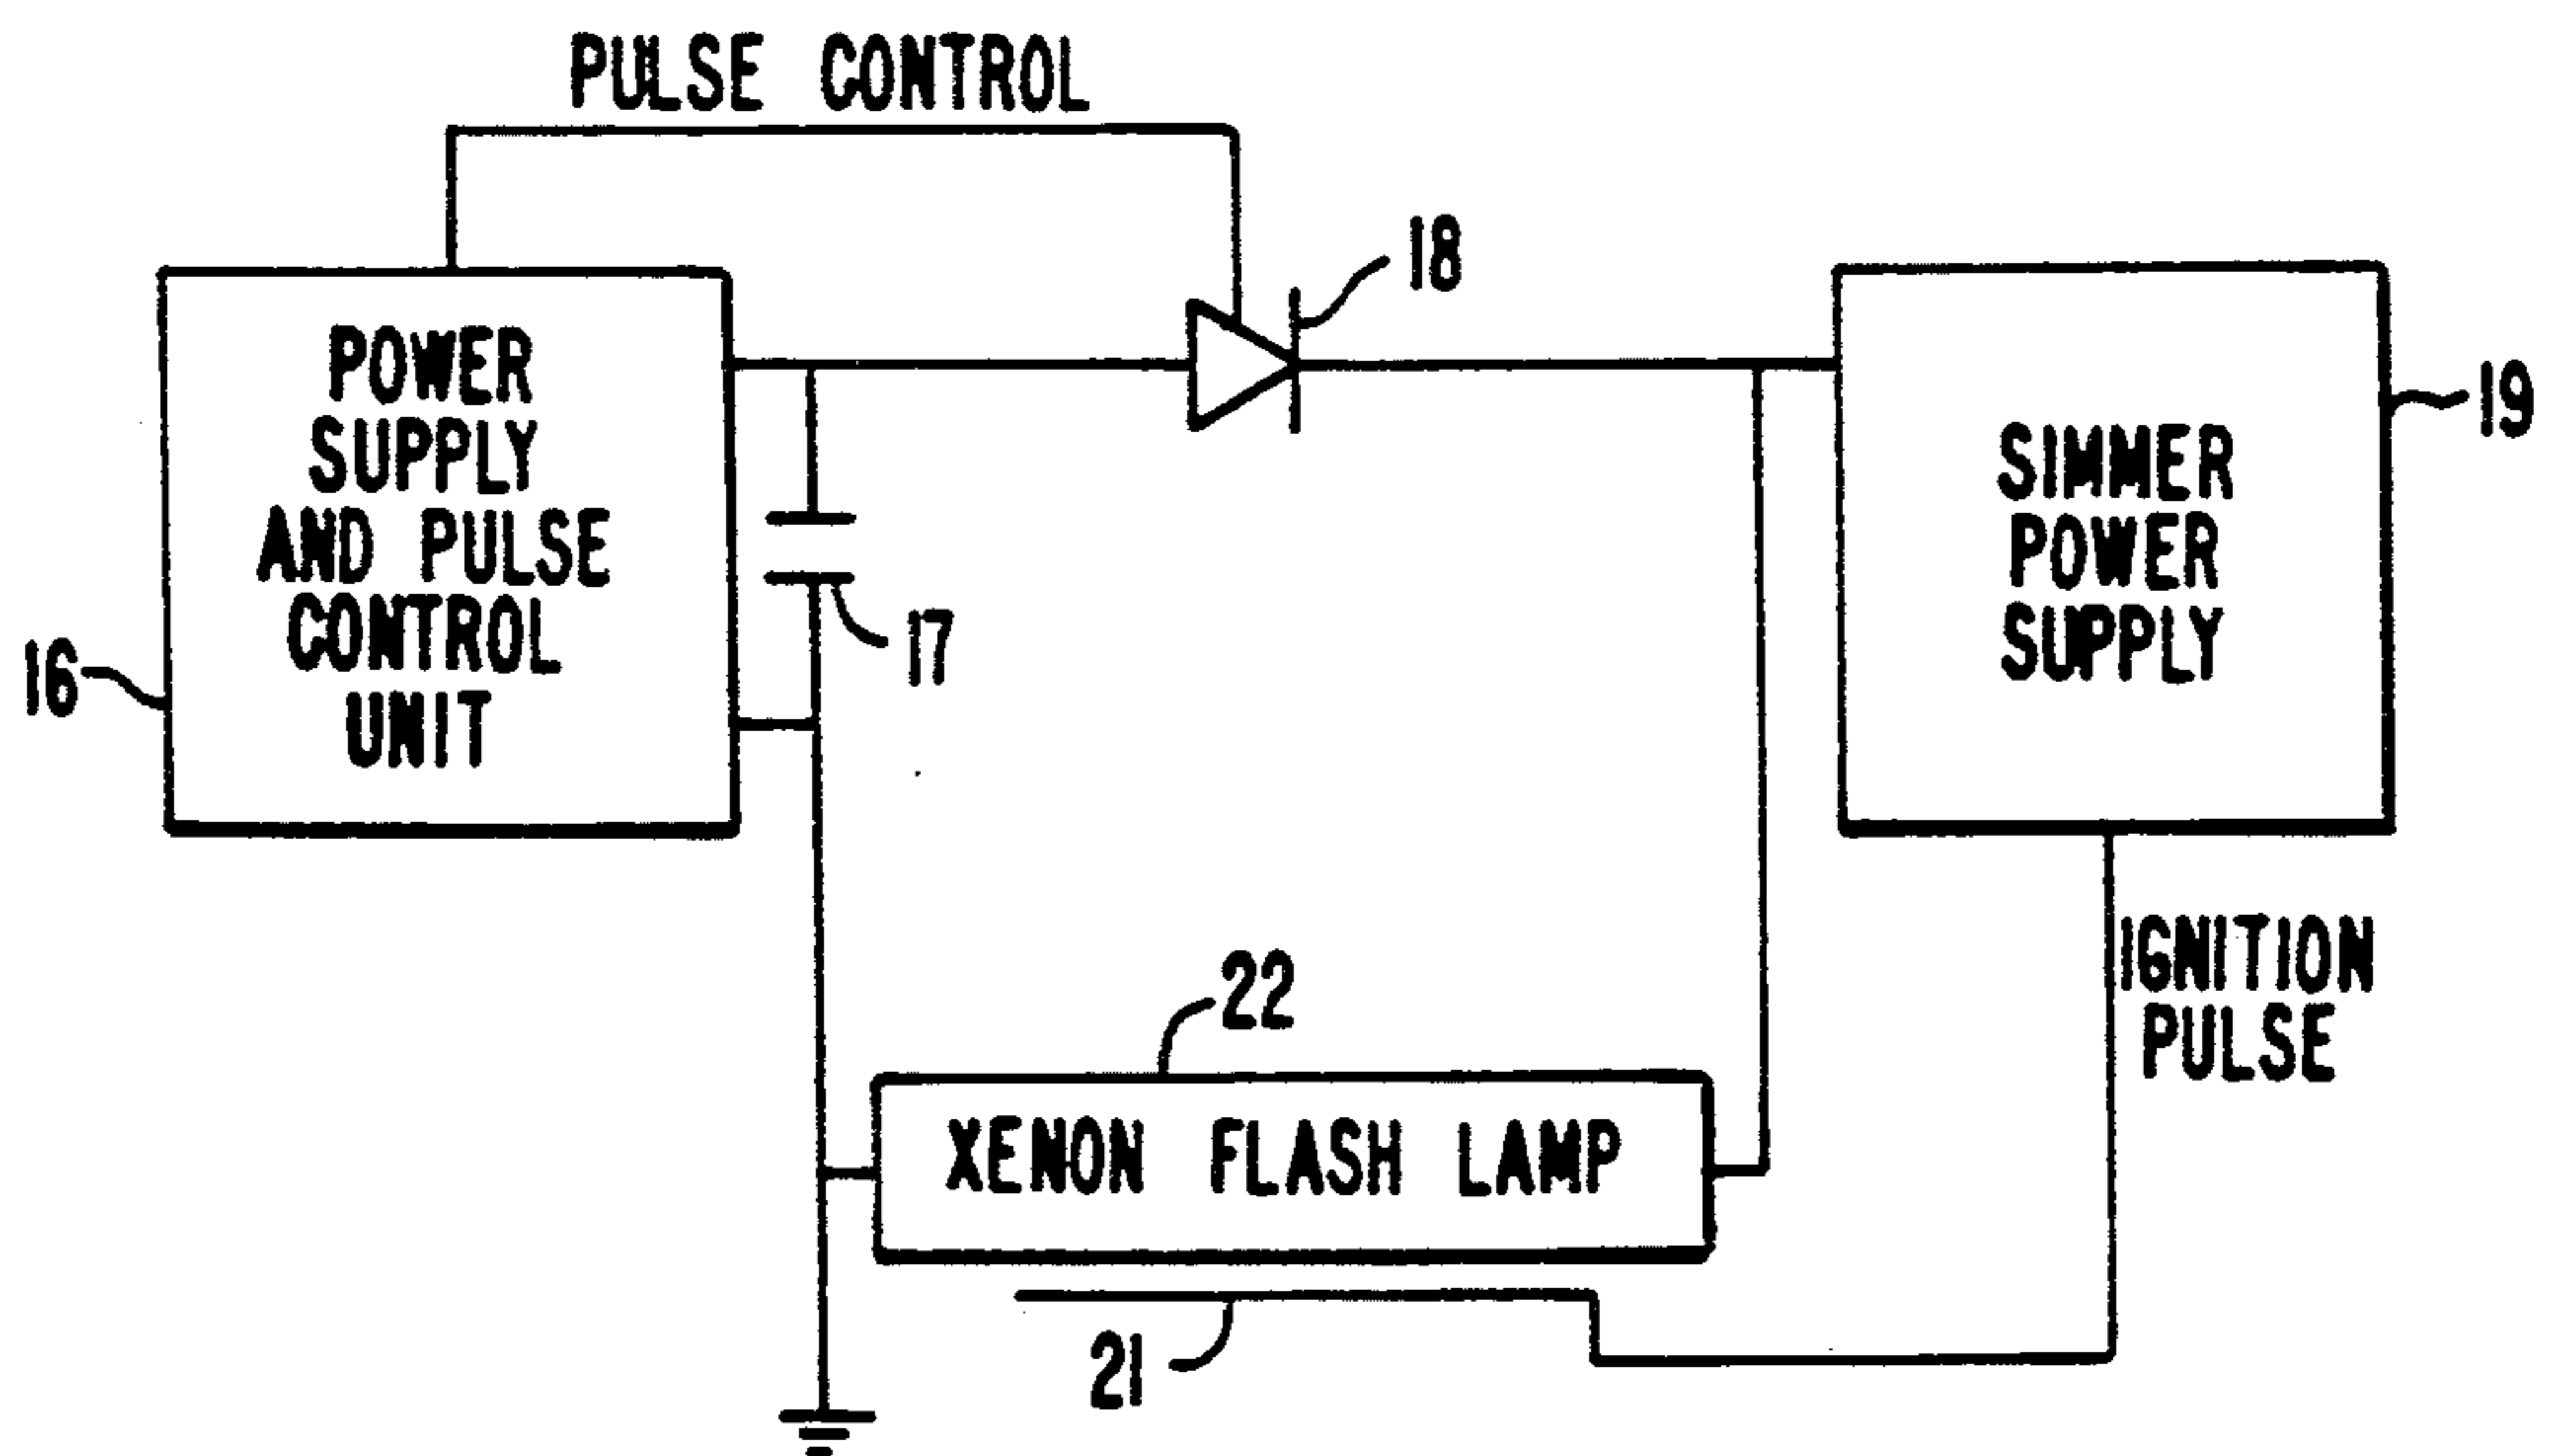 PULSE CONTROL
18
POWER
SUPPLY
AND PULSE
CONTROL
UNIT
16
17
19
SIMMER
POWER
SUPPLY
IGNITION
PULSE
22
XENON FLASH LAMP
21